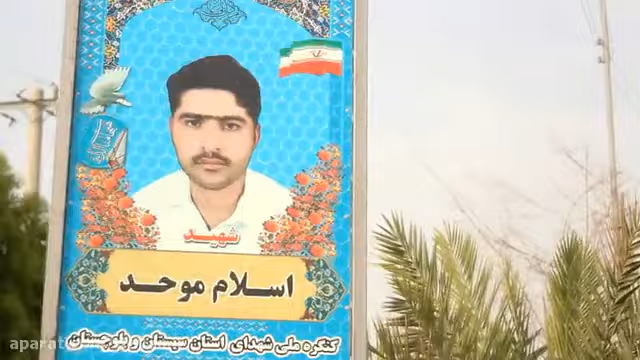 شهید
اسلام موحد
کنگره ملی شهدای استان سیستان و بلوچستان
aparat